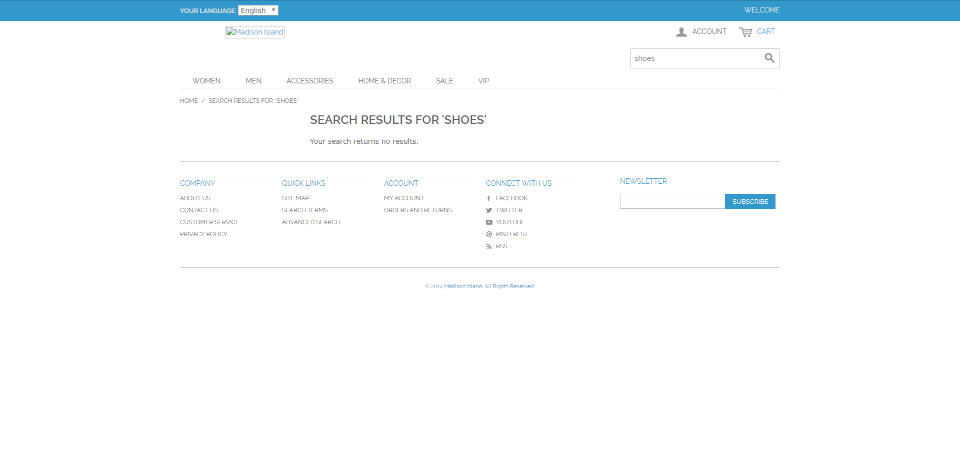 YOUR LANGUAGE: English
WELCOME
Madison Island
ACCOUNT
CART
shoes
WOMEN
MEN
ACCESSORIES
HOME & DECOR
SALE
VIP
HOME / SEARCH RESULTS FOR: 'SHOES'
SEARCH RESULTS FOR 'SHOES'
Your search returns no results.
COMPANY
ABOUT US
CONTACT US
CUSTOMER SERVICE
PRIVACY POLICY
QUICK LINKS
SITE MAP
SEARCH TERMS
ADVANCED SEARCH
ACCOUNT
MY ACCOUNT
ORDERS AND RETURNS
CONNECT WITH US
FACEBOOK
TWITTER
YOUTUBE
PINTEREST
RSS
NEWSLETTER
SUBSCRIBE
© 2014 Madison Island. All Rights Reserved